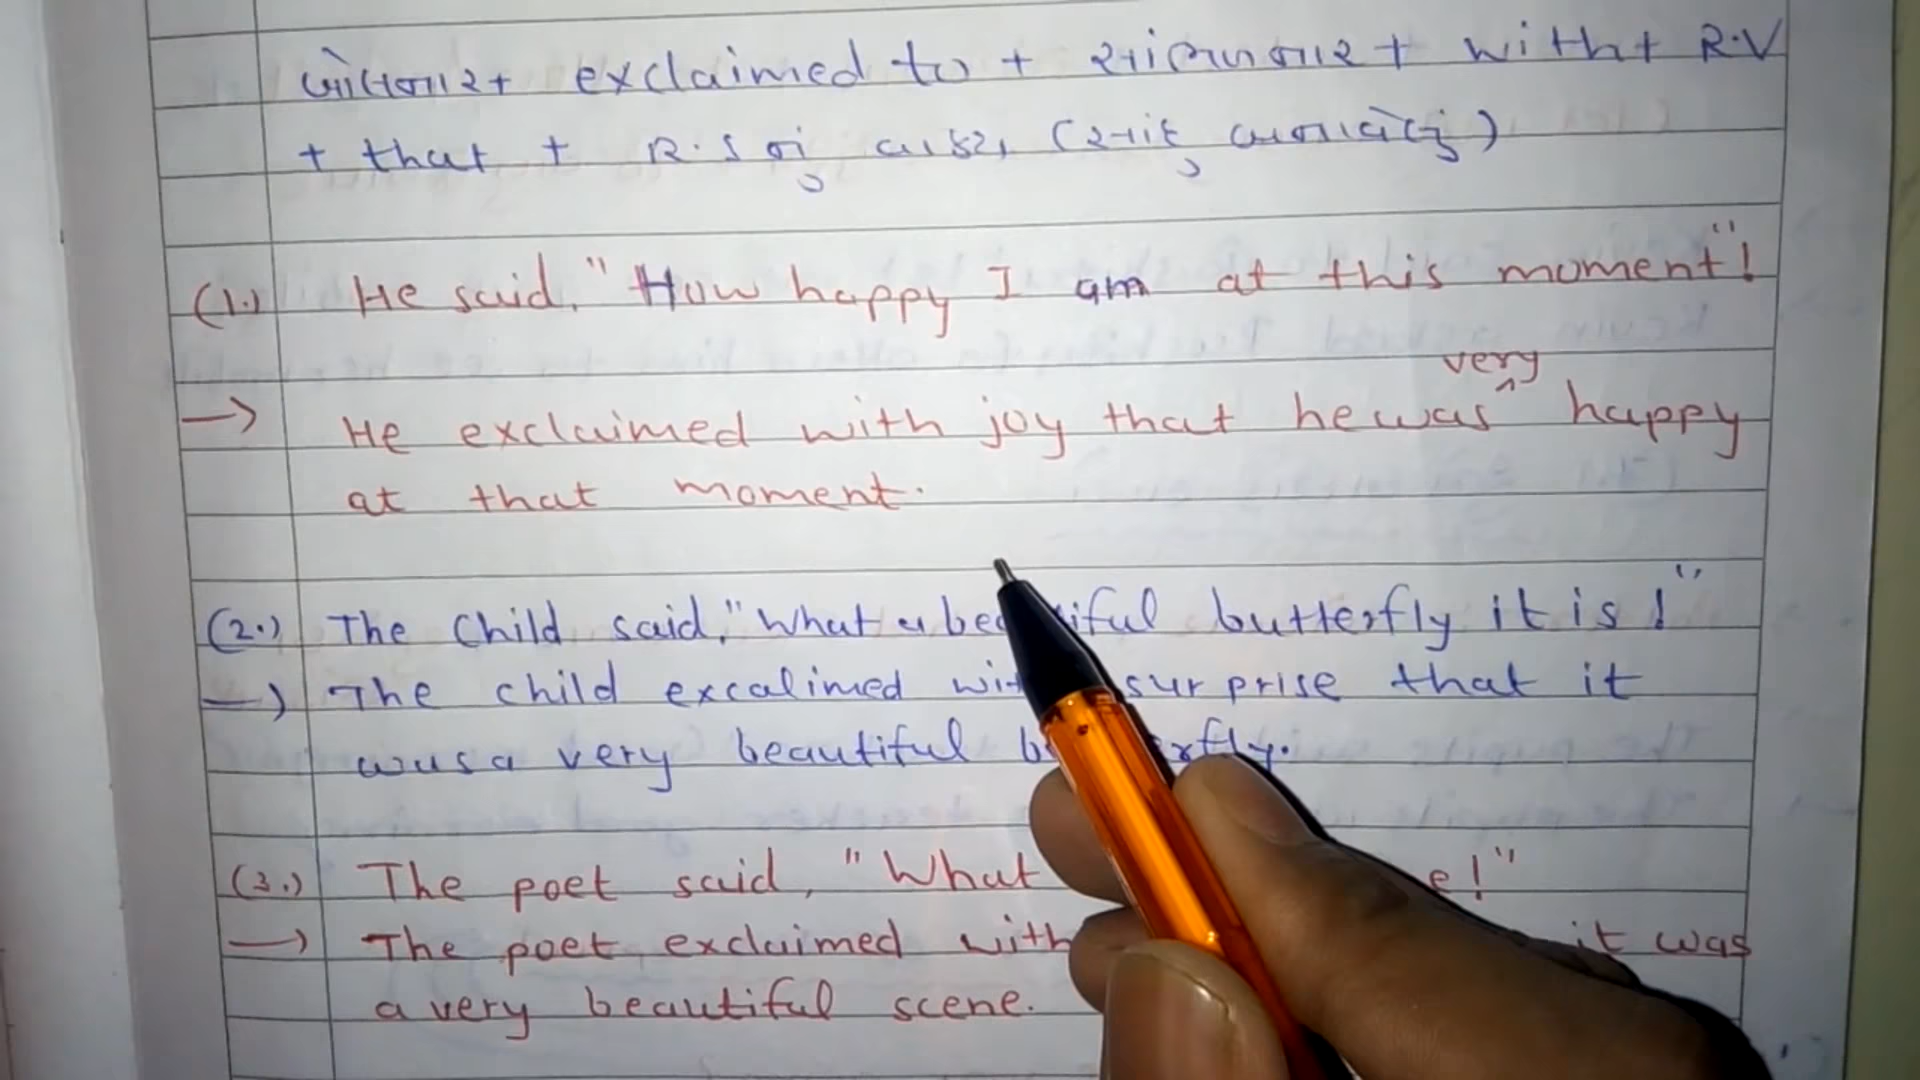 બોલનાર + exclaimed to + સાંભળનાર + with + R.V
+ that + R.S નું વાક્ય (સાદું બનાવવું)
(1.) He said, "How happy I am at this moment"!
very
→ He exclaimed with joy that he was ^ happy
at that moment.
(2.) The Child said, "What a beautiful butterfly it is!"
→ The child excalimed with surprise that it
was a very beautiful butterfly.
(3.) The poet said, "What e!"
→ The poet exclaimed with it was
a very beautiful scene.